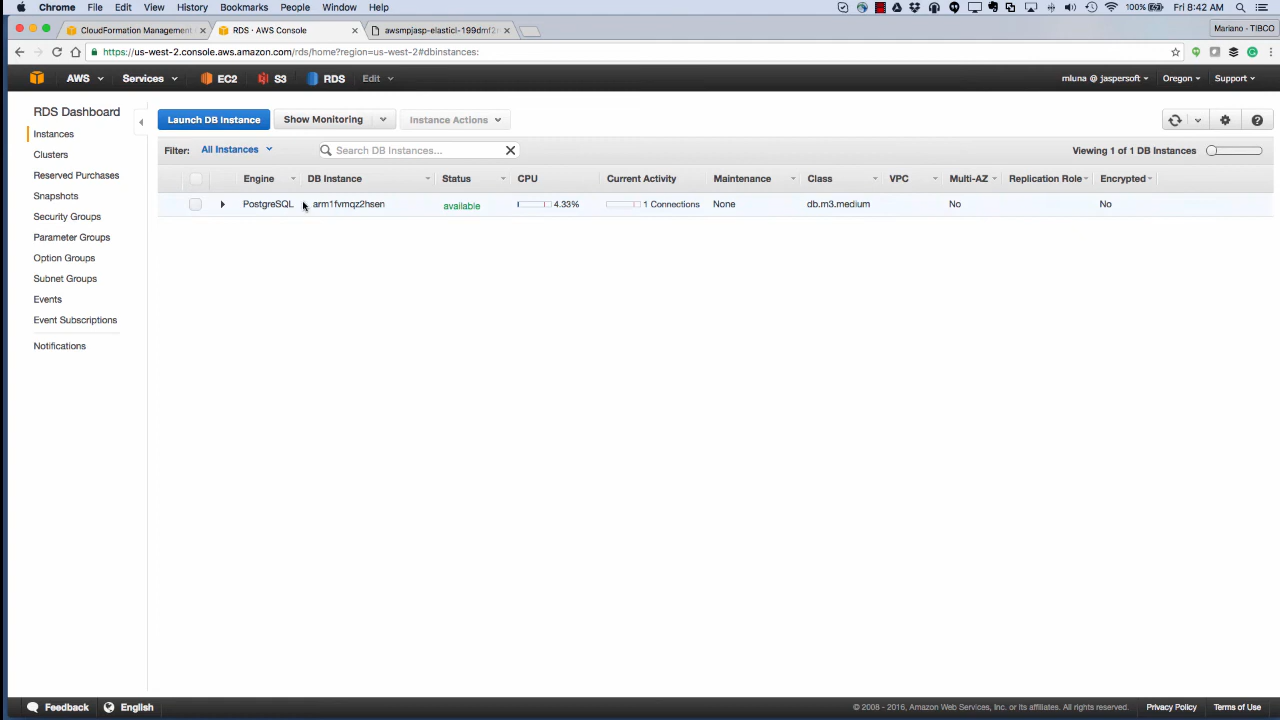 Chrome File Edit View History Bookmarks People Window Help 100% Fri 8:42 AM
CloudFormation Management RDS · AWS Console awsmpjasp-elasticl-199dmf2 Mariano - TIBCO
https://us-west-2.console.aws.amazon.com/rds/home?region=us-west-2#dbinstances:
AWS Services EC2 S3 RDS Edit mluna @ jaspersoft Oregon Support
RDS Dashboard
Instances
Clusters
Reserved Purchases
Snapshots
Security Groups
Parameter Groups
Option Groups
Subnet Groups
Events
Event Subscriptions
Notifications
Launch DB Instance Show Monitoring Instance Actions
Filter: All Instances Search DB Instances... Viewing 1 of 1 DB Instances
Engine DB Instance Status CPU Current Activity Maintenance Class VPC Multi-AZ Replication Role Encrypted
PostgreSQL arm1fvmqz2hsen available 4.33% 1 Connections None db.m3.medium No No
Feedback English © 2008 - 2016, Amazon Web Services, Inc. or its affiliates. All rights reserved. Privacy Policy Terms of Use